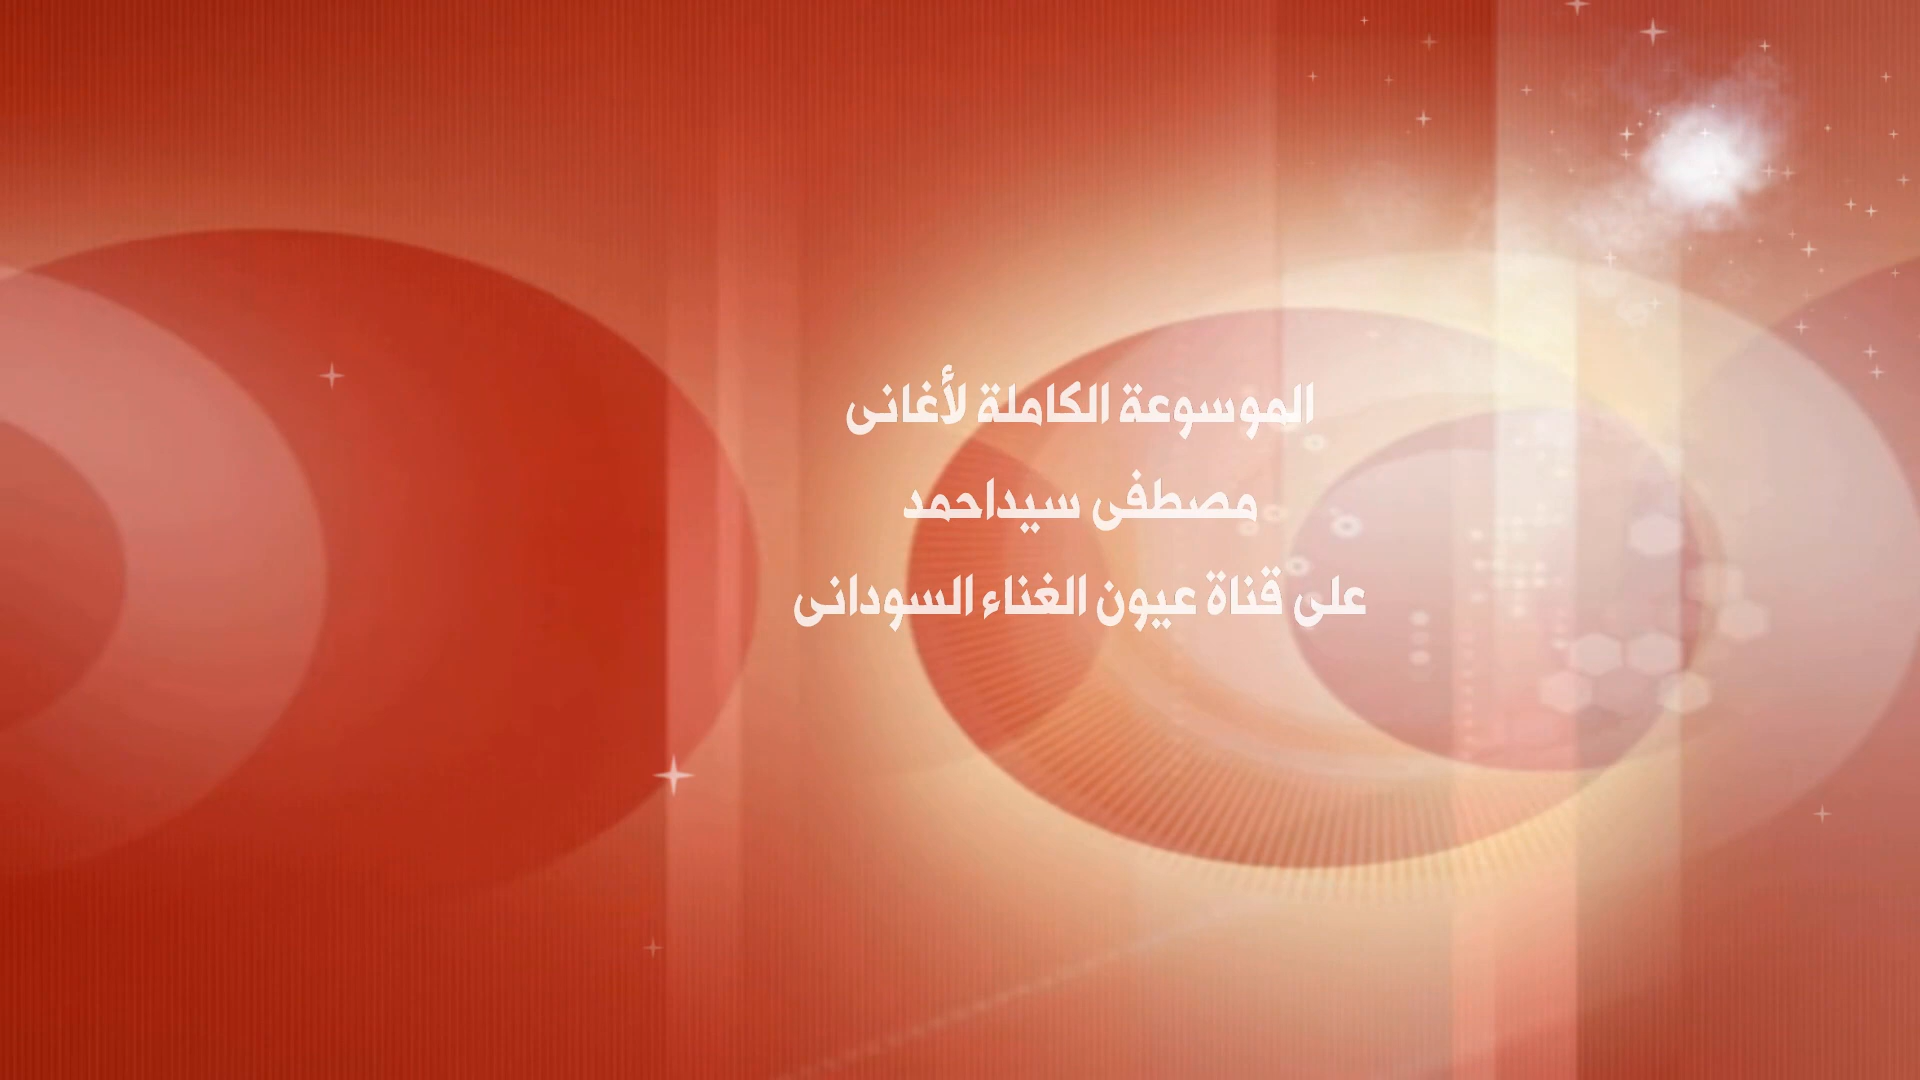 الموسوعة الكاملة لأغانى
مصطفى سيداحمد
على قناة عيون الغناء السودانى